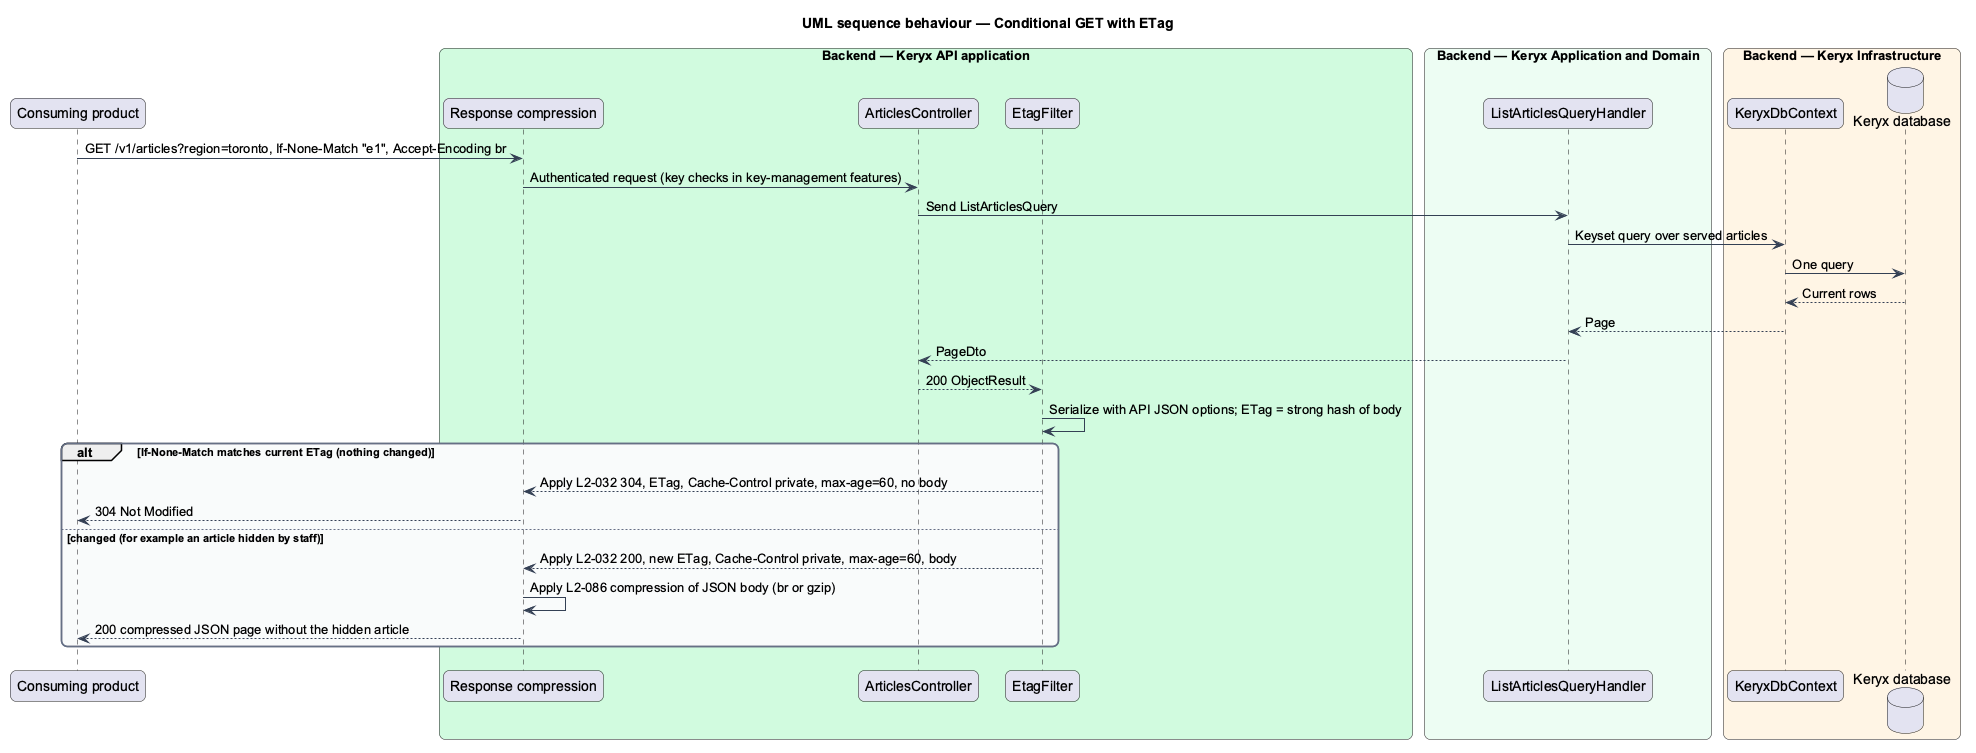 UML sequence behaviour — Conditional GET with ETag
Backend — Keryx API application
Backend — Keryx Application and Domain
Backend — Keryx Infrastructure
Consuming product
Response compression
ArticlesController
EtagFilter
ListArticlesQueryHandler
KeryxDbContext
Keryx database
GET /v1/articles?region=toronto, If-None-Match "e1", Accept-Encoding br
Authenticated request (key checks in key-management features)
Send ListArticlesQuery
Keyset query over served articles
One query
Current rows
Page
PageDto
200 ObjectResult
Serialize with API JSON options; ETag = strong hash of body
alt
[If-None-Match matches current ETag (nothing changed)]
Apply L2-032 304, ETag, Cache-Control private, max-age=60, no body
304 Not Modified
[changed (for example an article hidden by staff)]
Apply L2-032 200, new ETag, Cache-Control private, max-age=60, body
Apply L2-086 compression of JSON body (br or gzip)
200 compressed JSON page without the hidden article
Consuming product
Response compression
ArticlesController
EtagFilter
ListArticlesQueryHandler
KeryxDbContext
Keryx database